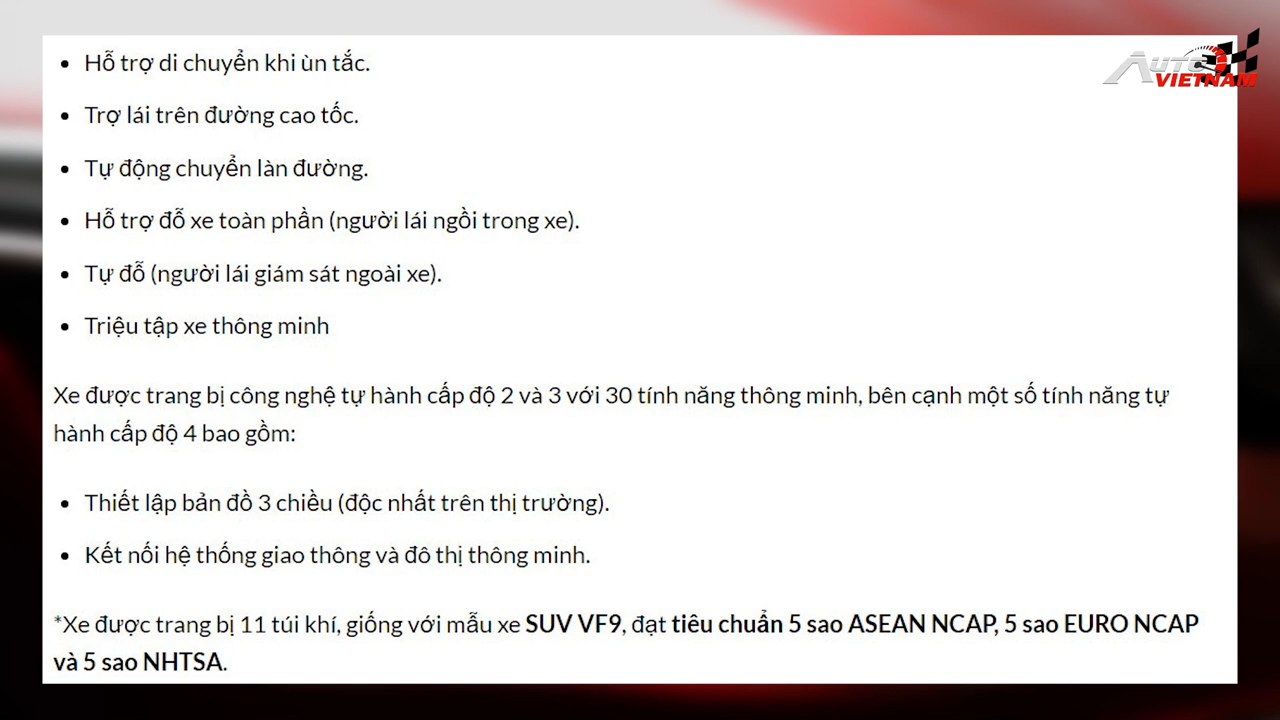 AUTO
VIETNAM
• Hỗ trợ di chuyển khi ùn tắc.
• Trợ lái trên đường cao tốc.
• Tự động chuyển làn đường.
• Hỗ trợ đỗ xe toàn phần (người lái ngồi trong xe).
• Tự đỗ (người lái giám sát ngoài xe).
• Triệu tập xe thông minh
Xe được trang bị công nghệ tự hành cấp độ 2 và 3 với 30 tính năng thông minh, bên cạnh một số tính năng tự
hành cấp độ 4 bao gồm:
• Thiết lập bản đồ 3 chiều (độc nhất trên thị trường).
• Kết nối hệ thống giao thông và đô thị thông minh.
*Xe được trang bị 11 túi khí, giống với mẫu xe SUV VF9, đạt tiêu chuẩn 5 sao ASEAN NCAP, 5 sao EURO NCAP
và 5 sao NHTSA.